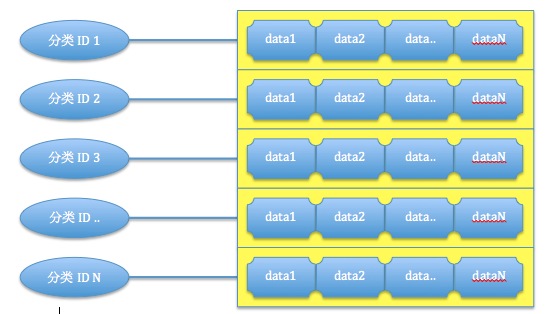 分类 ID 1 data1 data2 data.. dataN
分类 ID 2 data1 data2 data.. dataN
分类 ID 3 data1 data2 data.. dataN
分类 ID .. data1 data2 data.. dataN
分类 ID N data1 data2 data.. dataN